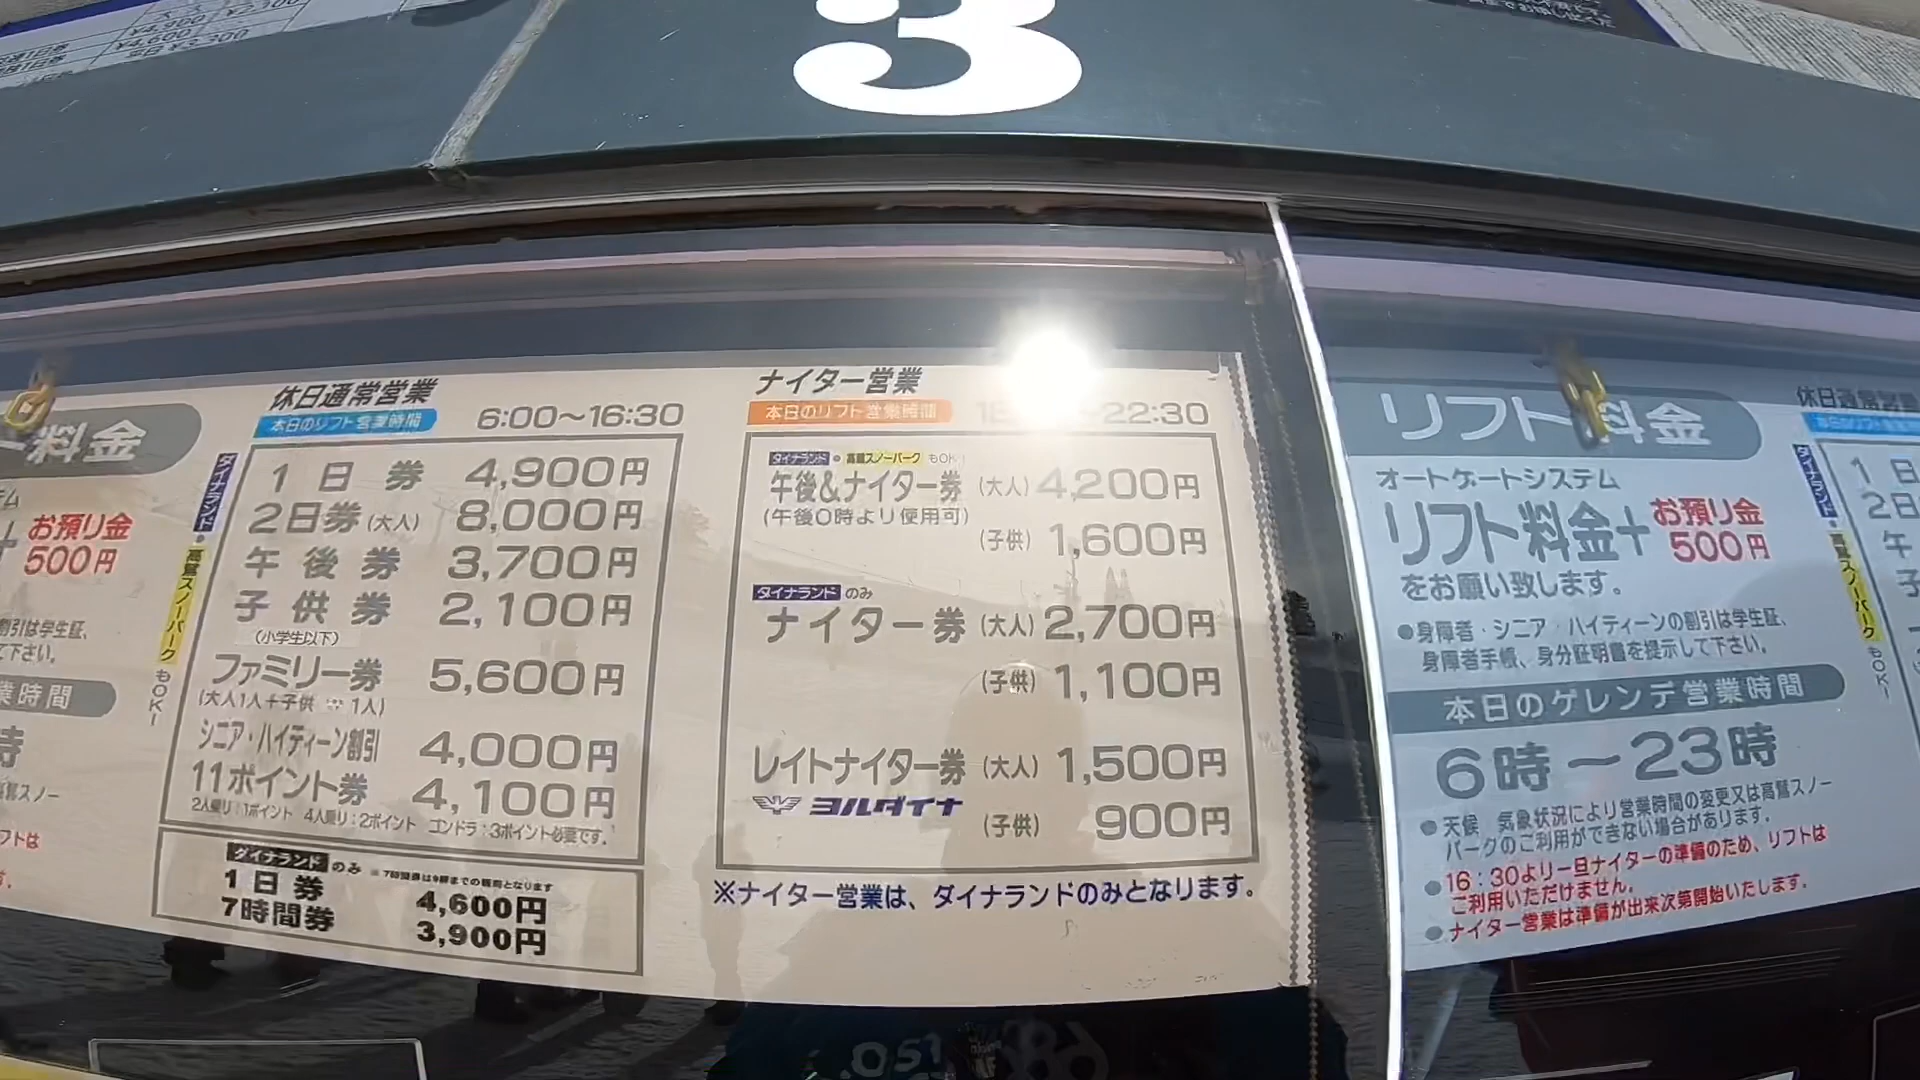 3
料金
お預り金
500円
割引は学生証、
て下さい。
業時間
時
休日通常営業
本日のリフト営業時間
6:00～16:30
ダイナランド・高鷲スノーパークもOK!
1日券 4,900円
2日券(大人) 8,000円
午後券 3,700円
子供券 2,100円
(小学生以下)
ファミリー券 5,600円
(大人1人+子供 1人)
シニア・ハイティーン割引 4,000円
11ポイント券 4,100円
2人乗り:1ポイント 4人乗り:2ポイント ゴンドラ:3ポイント必要です。
ダイナランドのみ ※7時間券は9時までの販売となります
1日券 4,600円
7時間券 3,900円
ナイター営業
本日のリフト営業時間
22:30
ダイナランド・高鷲スノーパークもOK!
午後&ナイター券 (大人) 4,200円
(午後0時より使用可)
(子供) 1,600円
ダイナランドのみ
ナイター券 (大人) 2,700円
(子供) 1,100円
レイトナイター券 (大人) 1,500円
ヨルダイナ
(子供) 900円
※ナイター営業は、ダイナランドのみとなります。
リフト料金
オートゲートシステム
リフト料金+ お預り金
500円
をお願い致します。
●身障者・シニア・ハイティーンの割引は学生証、
身障者手帳、身分証明書を提示して下さい。
本日のゲレンデ営業時間
6時～23時
●天候 気象状況により営業時間の変更又は高鷲スノー
パークのご利用ができない場合があります。
●16:30より一旦ナイターの準備のため、リフトは
ご利用いただけません。
●ナイター営業は準備が出来次第開始いたします。
休日通常営業
ダイナランド・高鷲スノーパークもOK!
1日
2日